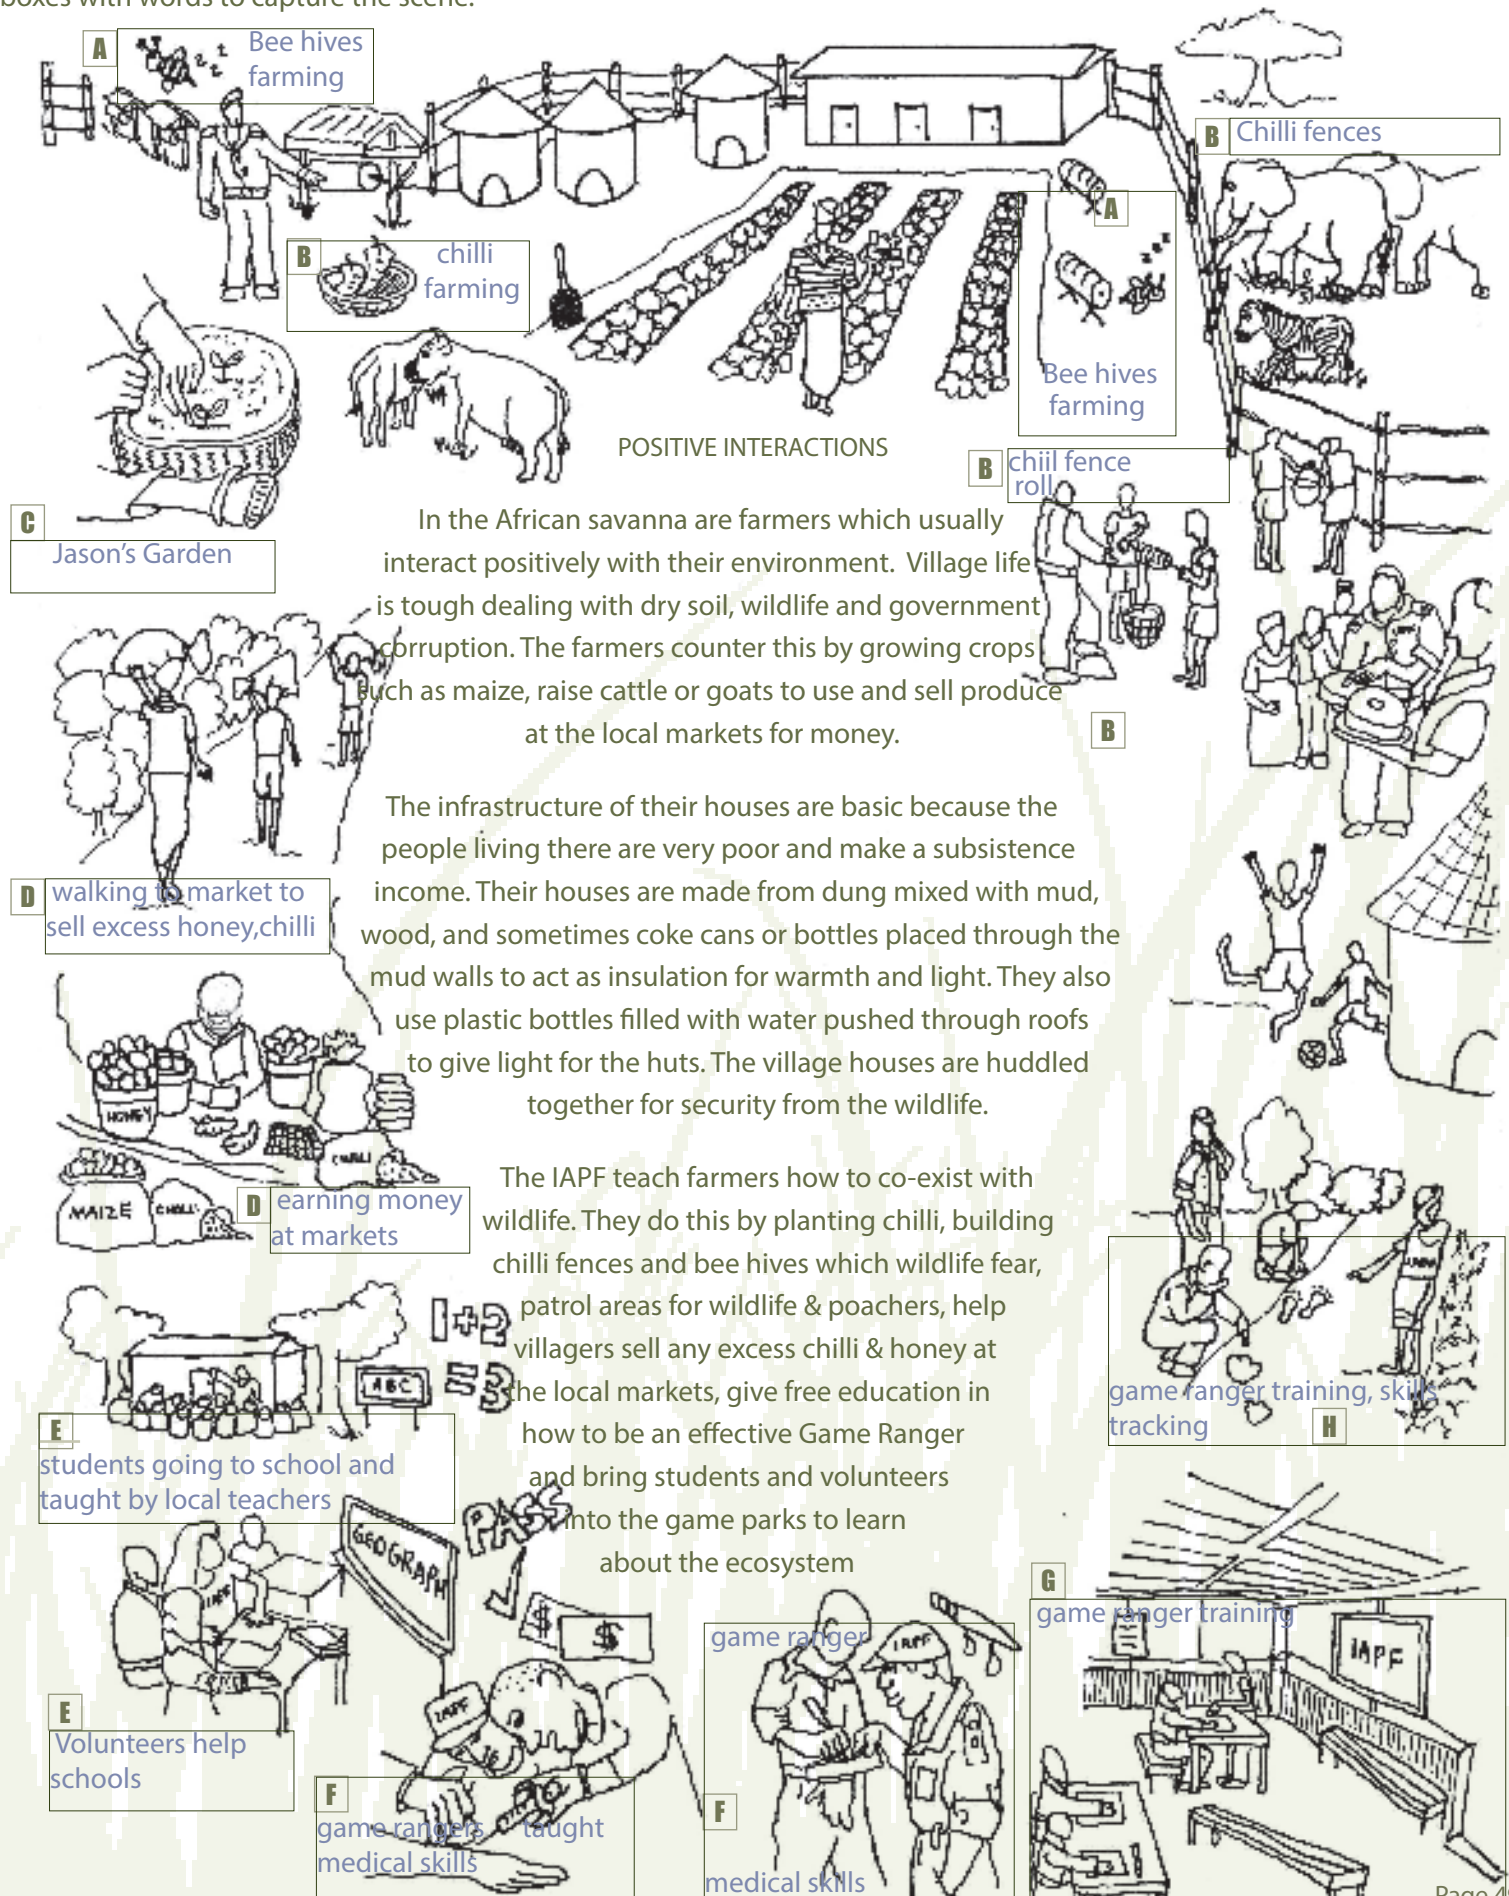 boxes with words to capture the scene.
A
Bee hives
farming
B
Chilli fences
B
chilli
farming
A
Bee hives
farming
POSITIVE INTERACTIONS
B
chiil fence
roll
C
Jason's Garden
In the African savanna are farmers which usually
interact positively with their environment. Village life
is tough dealing with dry soil, wildlife and government
corruption. The farmers counter this by growing crops
such as maize, raise cattle or goats to use and sell produce
at the local markets for money.
B
The infrastructure of their houses are basic because the
people living there are very poor and make a subsistence
income. Their houses are made from dung mixed with mud,
wood, and sometimes coke cans or bottles placed through the
mud walls to act as insulation for warmth and light. They also
use plastic bottles filled with water pushed through roofs
to give light for the huts. The village houses are huddled
together for security from the wildlife.
D
walking to market to
sell excess honey,chilli
HONEY
CHILLI
MAIZE
CHILLI
D
earning money
at markets
The IAPF teach farmers how to co-exist with
wildlife. They do this by planting chilli, building
chilli fences and bee hives which wildlife fear,
patrol areas for wildlife & poachers, help
villagers sell any excess chilli & honey at
the local markets, give free education in
how to be an effective Game Ranger
and bring students and volunteers
into the game parks to learn
about the ecosystem
1+2
=3
ABC
E
students going to school and
taught by local teachers
game ranger training, skills
tracking
H
GEOGRAPH
PASS
$
$
IAPF
E
Volunteers help
schools
IAPF
F
game rangers taught
medical skills
game ranger
IAPF
F
medical skills
G
game ranger training
IAPF
Page 4